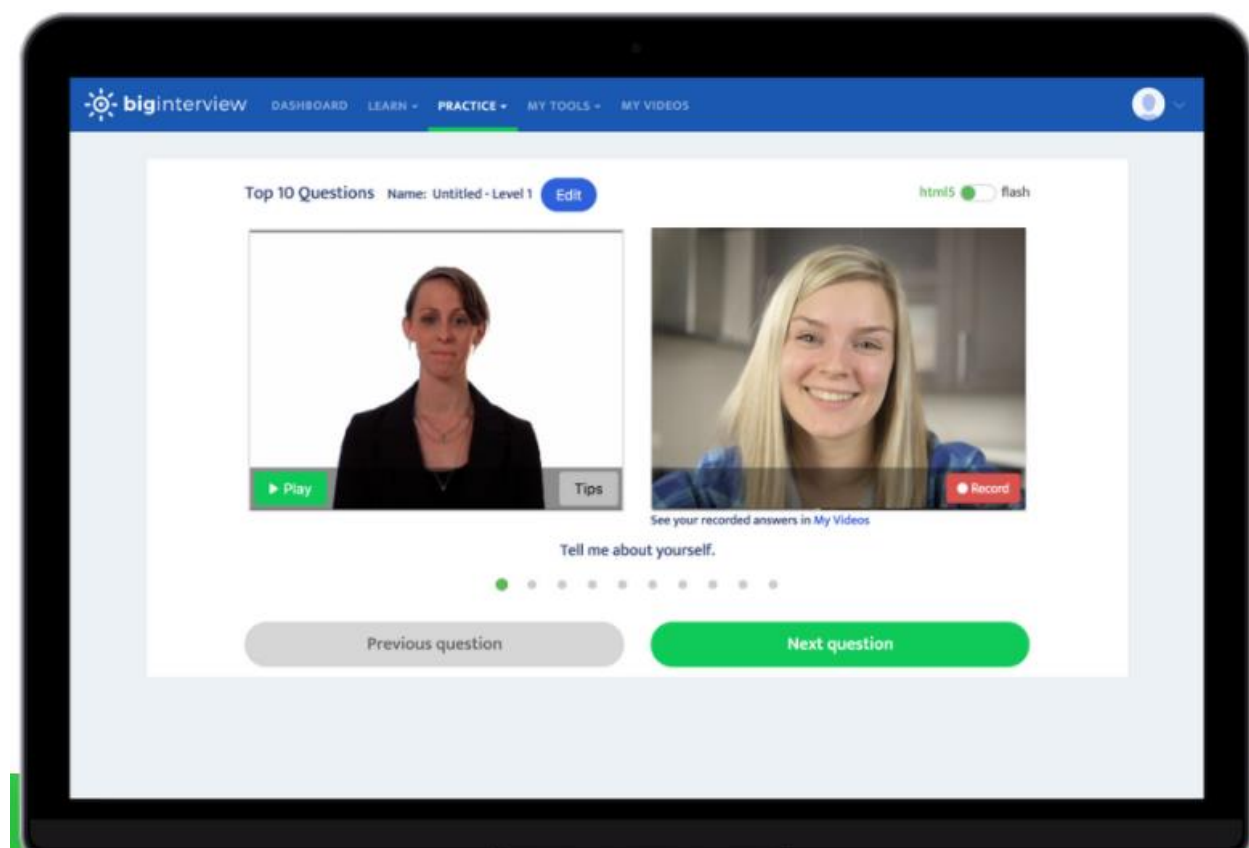 biginterview DASHBOARD LEARN PRACTICE MY TOOLS MY VIDEOS
Top 10 Questions Name: Untitled - Level 1 Edit html5 flash
Play Tips Record
See your recorded answers in My Videos
Tell me about yourself.
Previous question Next question